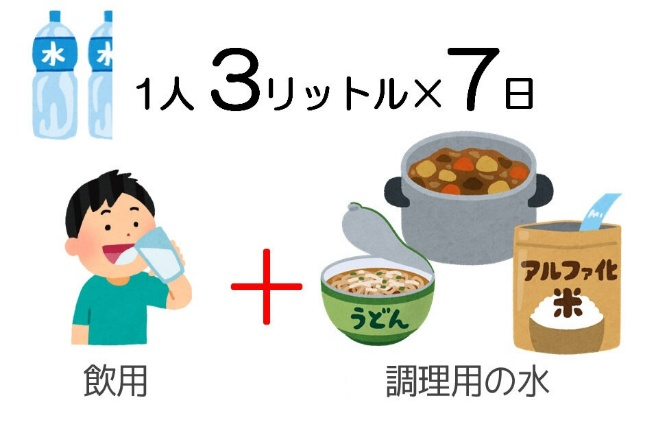 水 水
1人 3リットル×7日
アルファ化
米
うどん
飲用
調理用の水